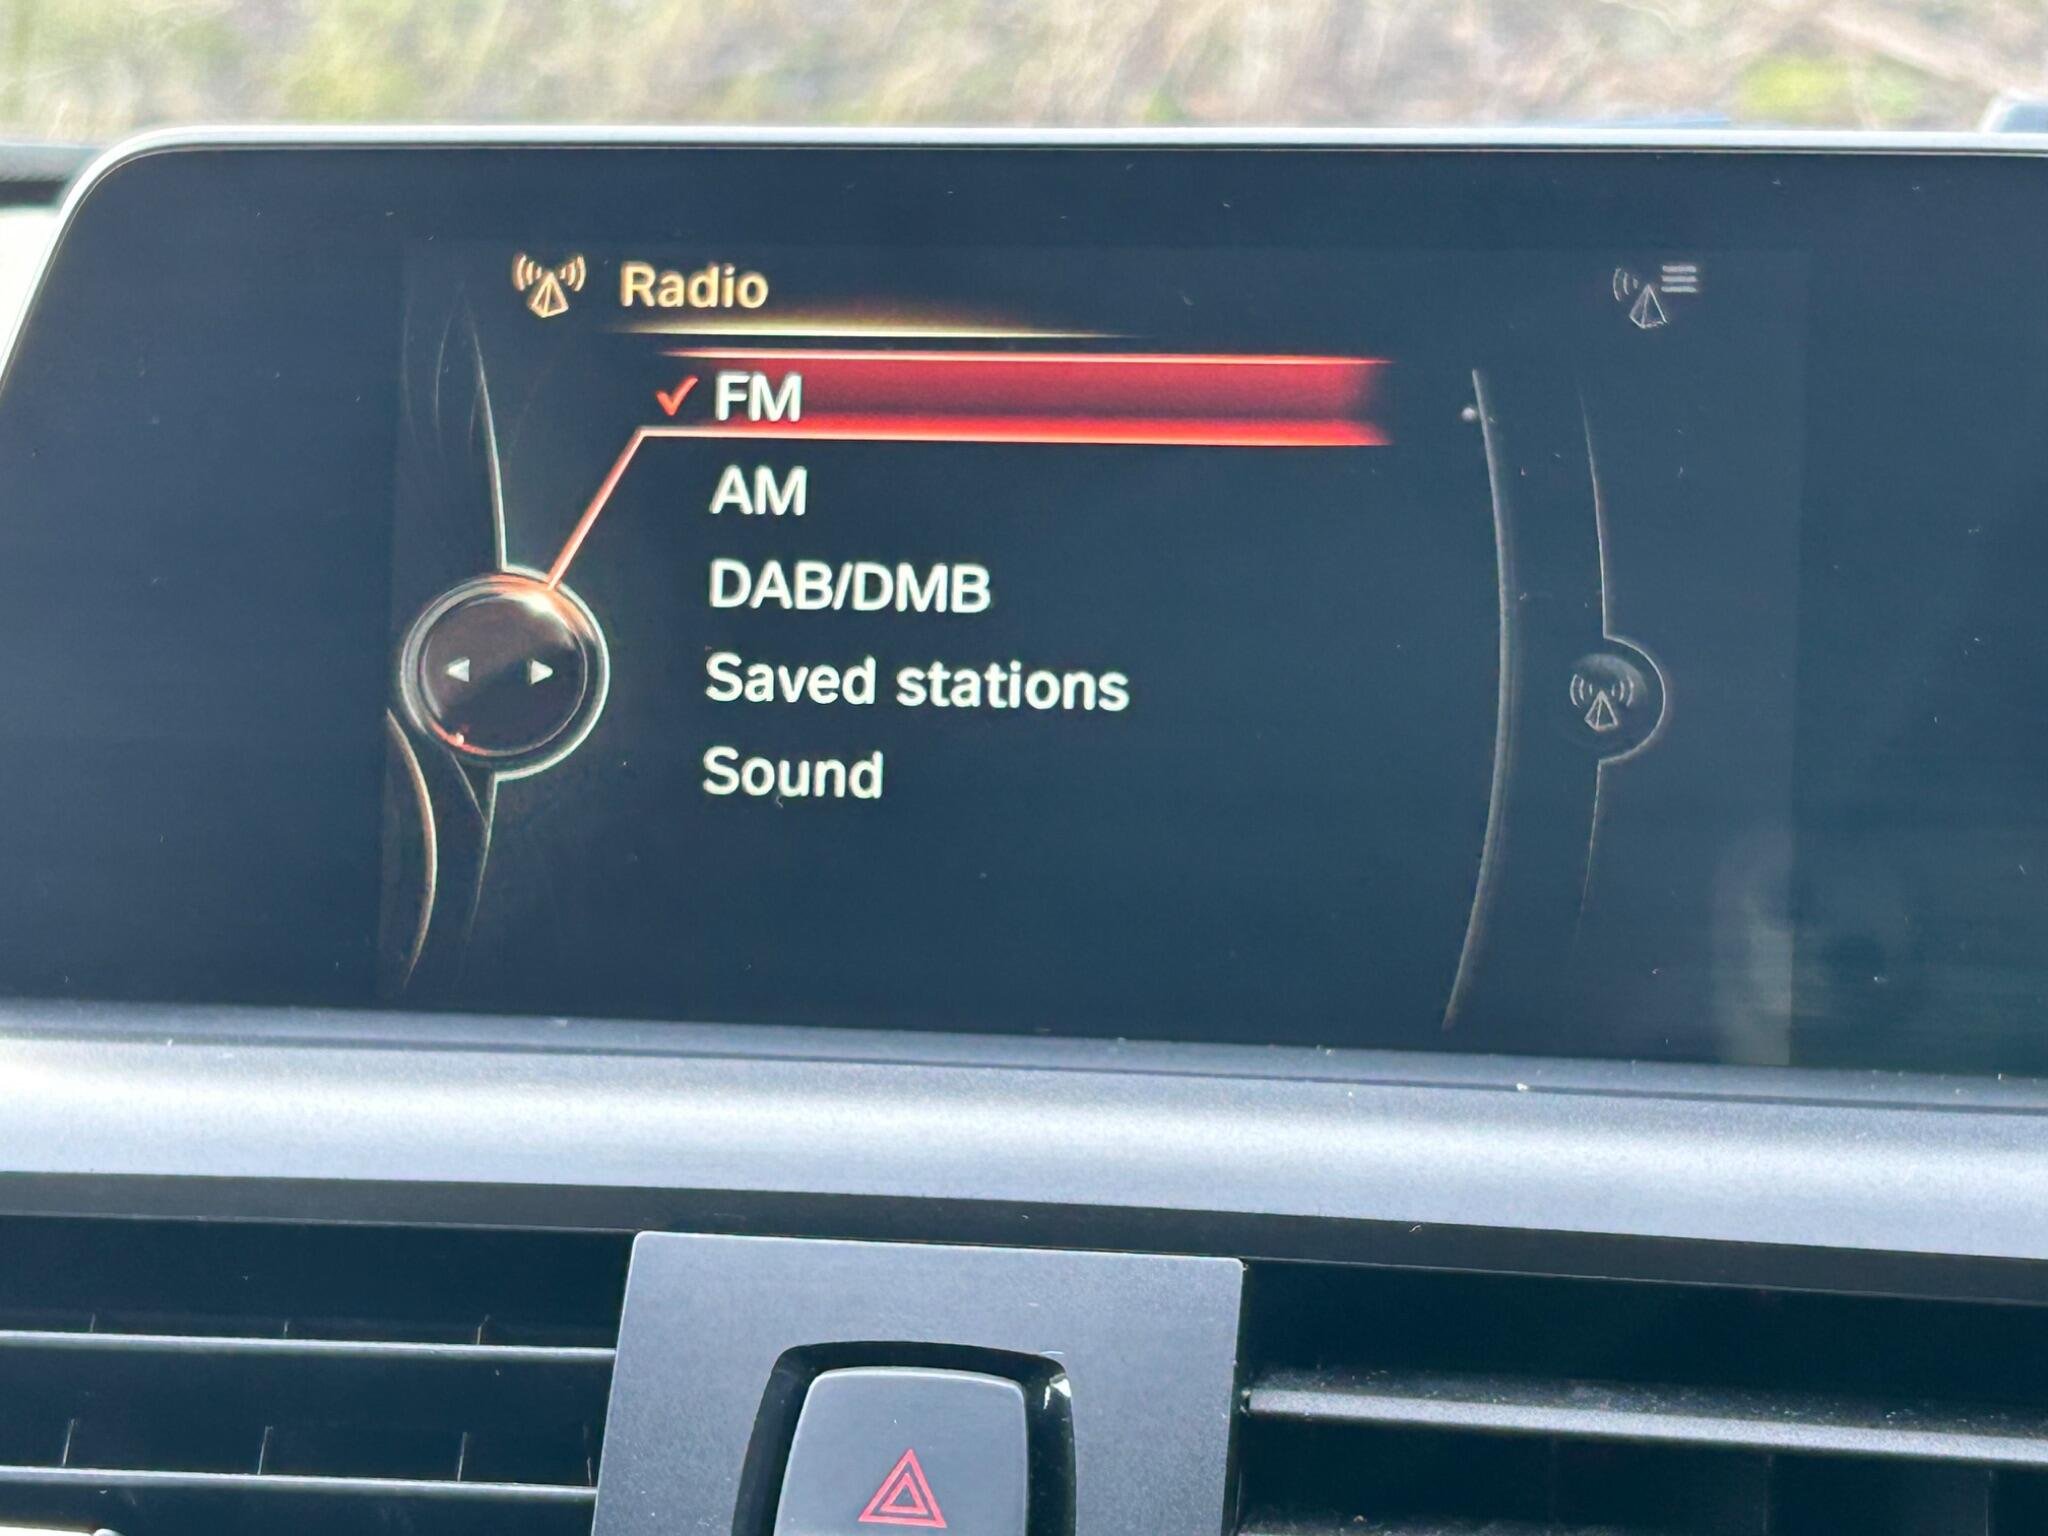 Radio
FM
AM
DAB/DMB
Saved stations
Sound